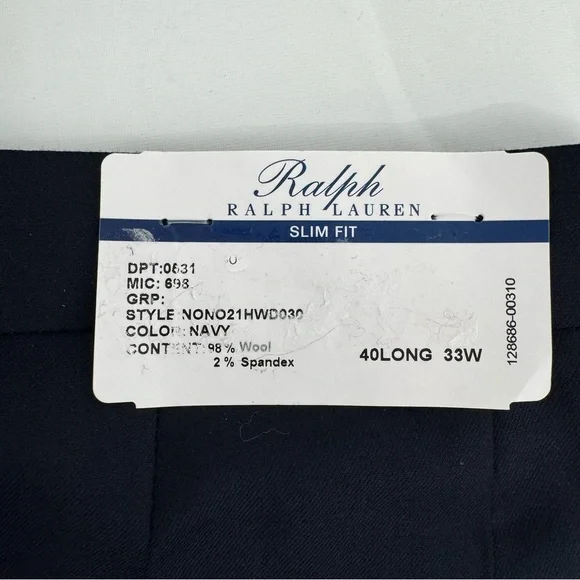 Ralph
RALPH LAUREN
SLIM FIT
DPT:0631
MIC: 698
GRP:
STYLE:NONO21HWD030
COLOR:NAVY
CONTENT:98% Wool
2% Spandex
40LONG 33W
128686-00310